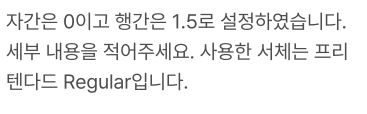 자간은 0이고 행간은 1.5로 설정하였습니다.
세부 내용을 적어주세요. 사용한 서체는 프리
텐다드 Regular입니다.